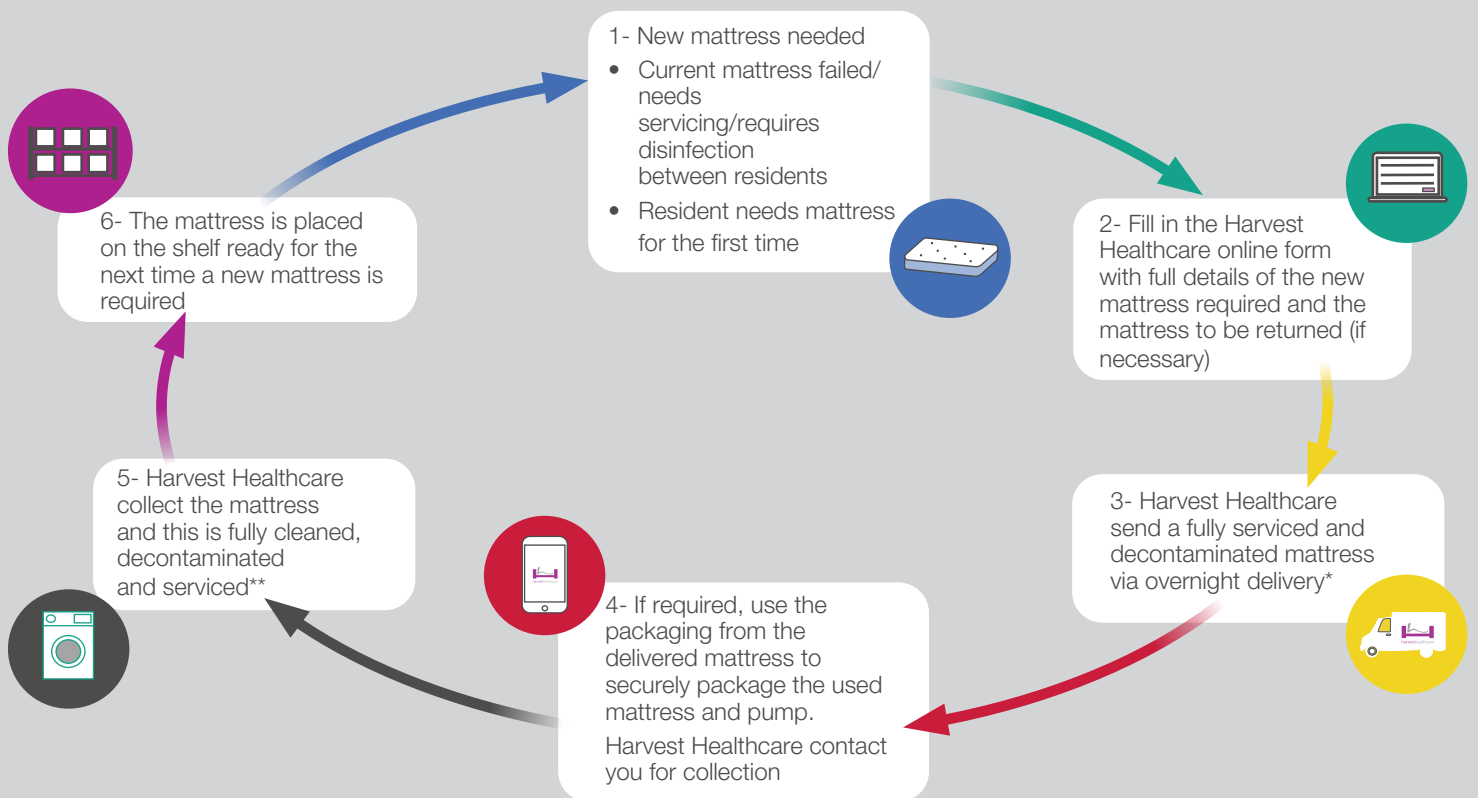 1- New mattress needed
• Current mattress failed/
needs
servicing/requires
disinfection
between residents
• Resident needs mattress
for the first time
2- Fill in the Harvest
Healthcare online form
with full details of the new
mattress required and the
mattress to be returned (if
necessary)
3- Harvest Healthcare
send a fully serviced and
decontaminated mattress
via overnight delivery*
4- If required, use the
packaging from the
delivered mattress to
securely package the used
mattress and pump.
Harvest Healthcare contact
you for collection
5- Harvest Healthcare
collect the mattress
and this is fully cleaned,
decontaminated
and serviced**
6- The mattress is placed
on the shelf ready for the
next time a new mattress is
required